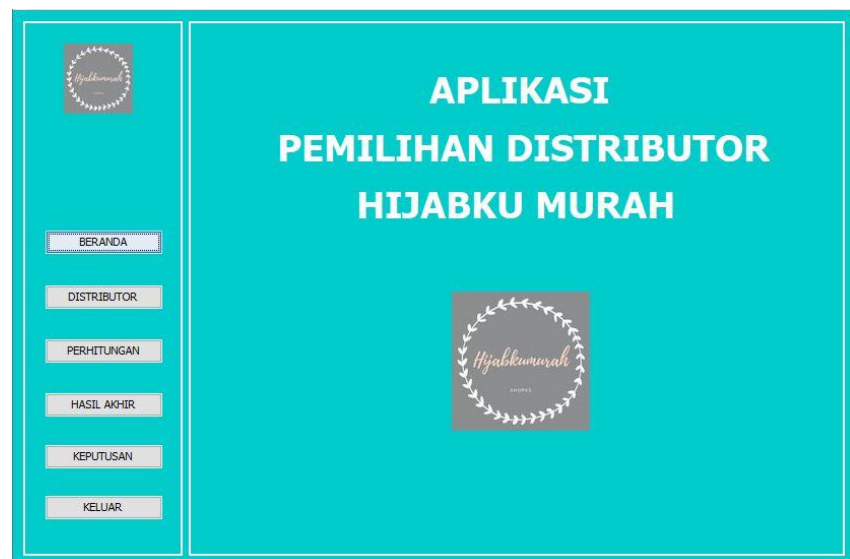 Hijabkumurah
BERANDA
DISTRIBUTOR
PERHITUNGAN
HASIL AKHIR
KEPUTUSAN
KELUAR
APLIKASI
PEMILIHAN DISTRIBUTOR
HIJABKU MURAH
Hijabkumurah